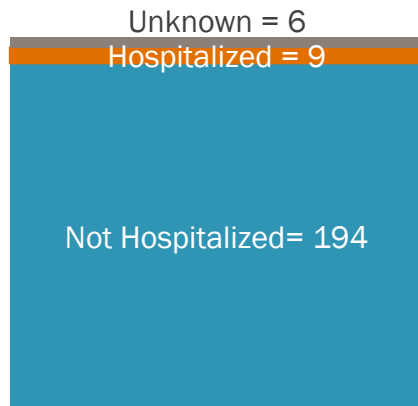 Unknown = 6
Hospitalized = 9
Not Hospitalized= 194